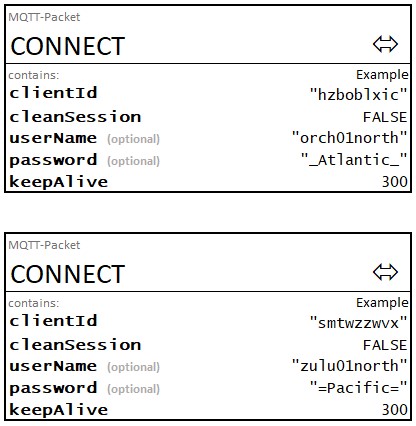 MQTT-Packet
CONNECT
contains: Example
clientId "hzboblxic"
cleanSession FALSE
userName (optional) "orch01north"
password (optional) "_Atlantic_"
keepAlive 300
MQTT-Packet
CONNECT
contains: Example
clientId "smtwzzwvx"
cleanSession FALSE
userName (optional) "zulu01north"
password (optional) "=Pacific="
keepAlive 300